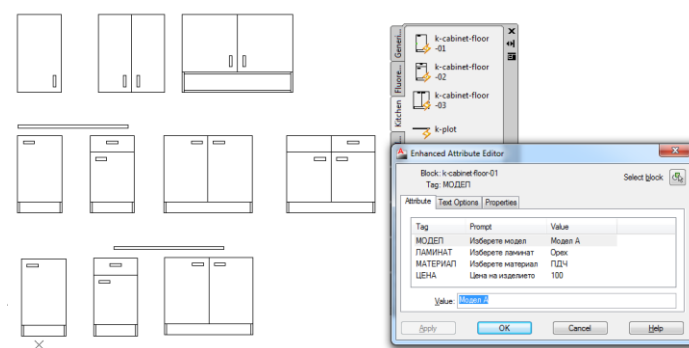 Generi...
Fluore...
Kitchen
k-cabinet-floor
-01
k-cabinet-floor
-02
k-cabinet-floor
-03
k-plot
Enhanced Attribute Editor
Block: k-cabinet-floor-01
Tag: МОДЕЛ
Select block
Attribute Text Options Properties
Tag Prompt Value
МОДЕЛ Изберете модел Модел А
ЛАМИНАТ Изберете ламинат Орех
МАТЕРИАЛ Изберете материал ПДЧ
ЦЕНА Цена на изделието 100
Value: Модел А
Apply OK Cancel Help